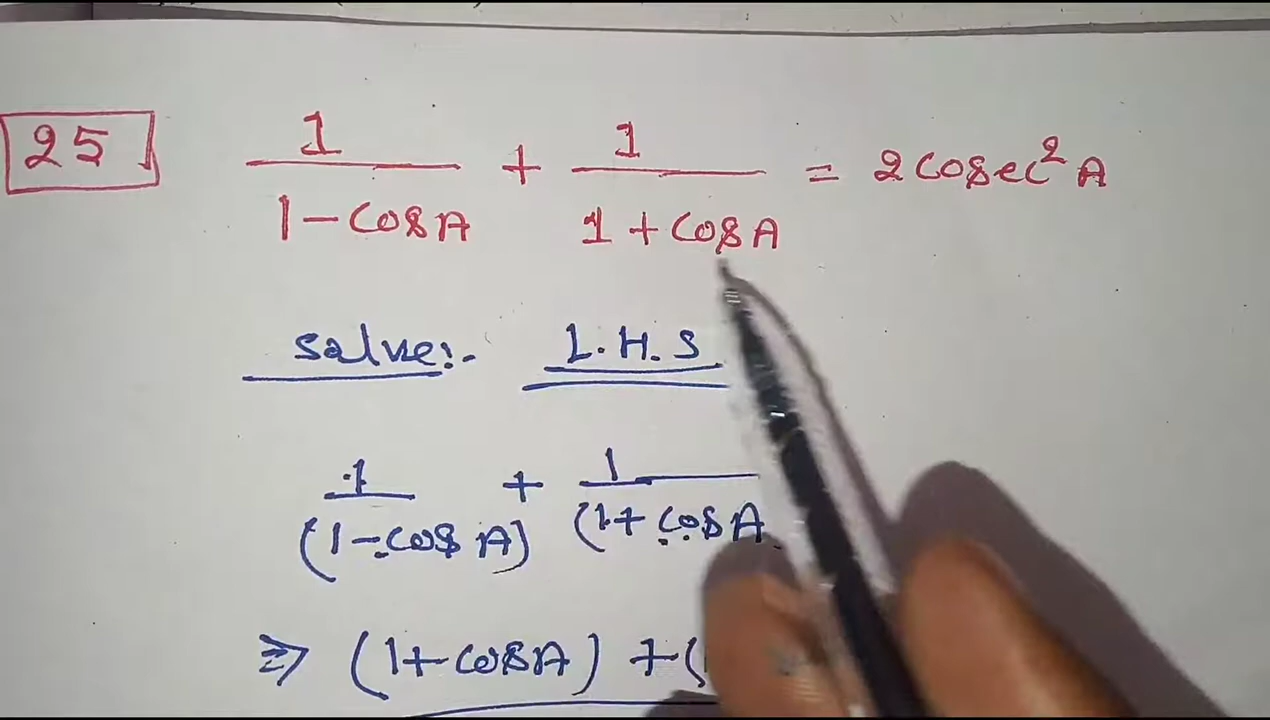 25 1/(1-cosA) + 1/(1+cosA) = 2cosec²A
Solve:- L.H.S
1/(1-cosA) + 1/(1+cosA
⇒ (1+cosA) + (